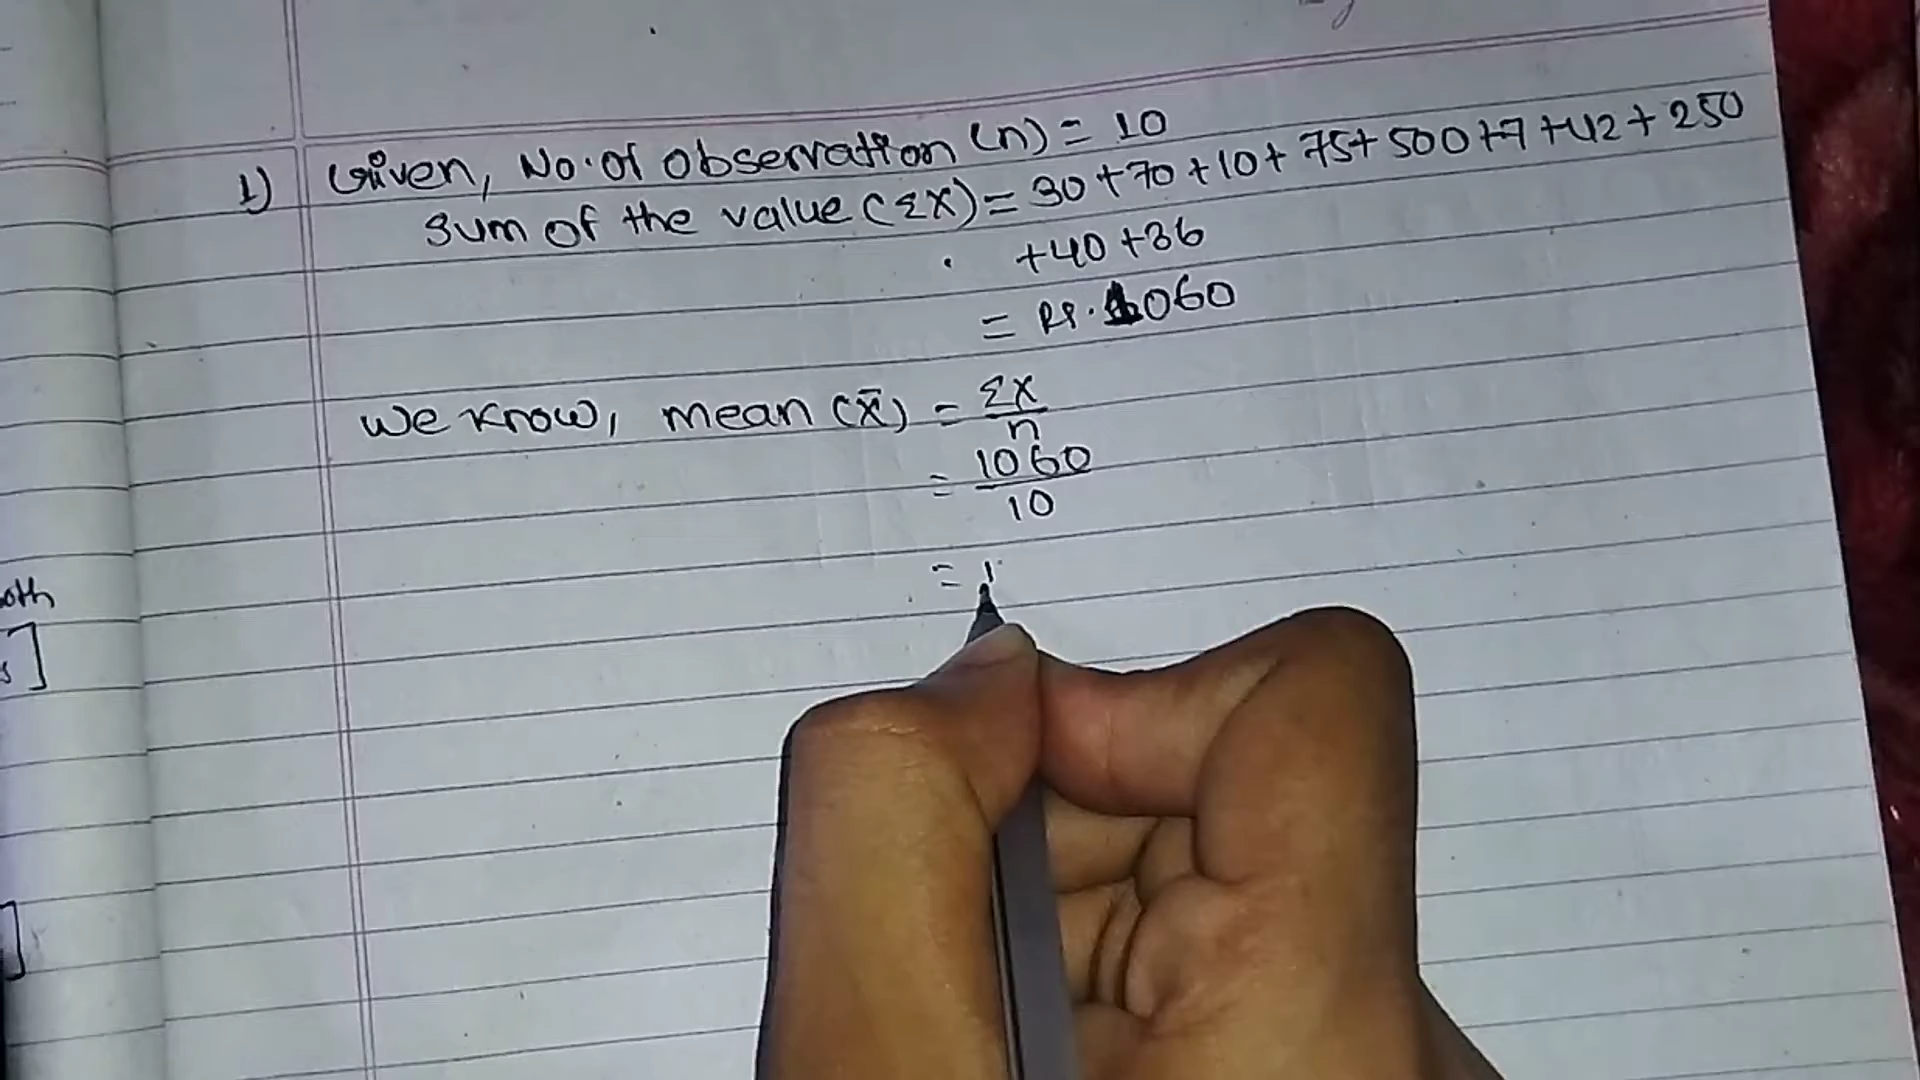 1) Given, No. of observation (n) = 10
Sum of the value (ΣX) = 30 + 70 + 10 + 75 + 500 + 7 + 42 + 250
+ 40 + 36
= Rs. 1060
We know, mean (X̄) = ΣX/n
= 1060/10
= 1
oth
s]
]